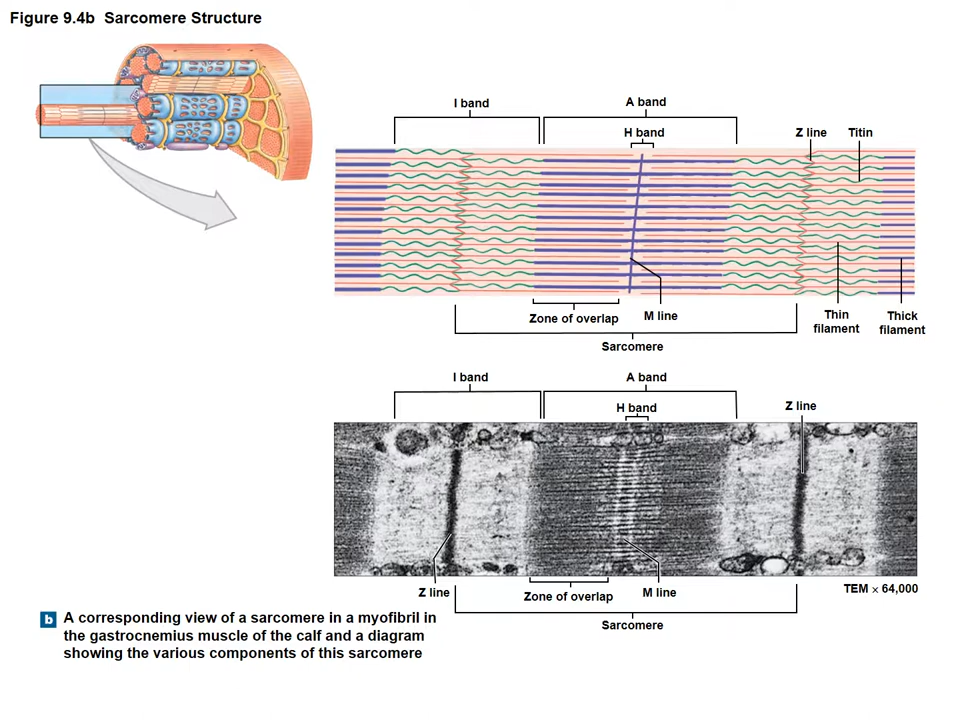 Figure 9.4b  Sarcomere Structure
I band
A band
H band
Z line
Titin
Zone of overlap
M line
Thin
filament
Thick
filament
Sarcomere
I band
A band
H band
Z line
Z line
Zone of overlap
M line
TEM × 64,000
Sarcomere
b A corresponding view of a sarcomere in a myofibril in
the gastrocnemius muscle of the calf and a diagram
showing the various components of this sarcomere